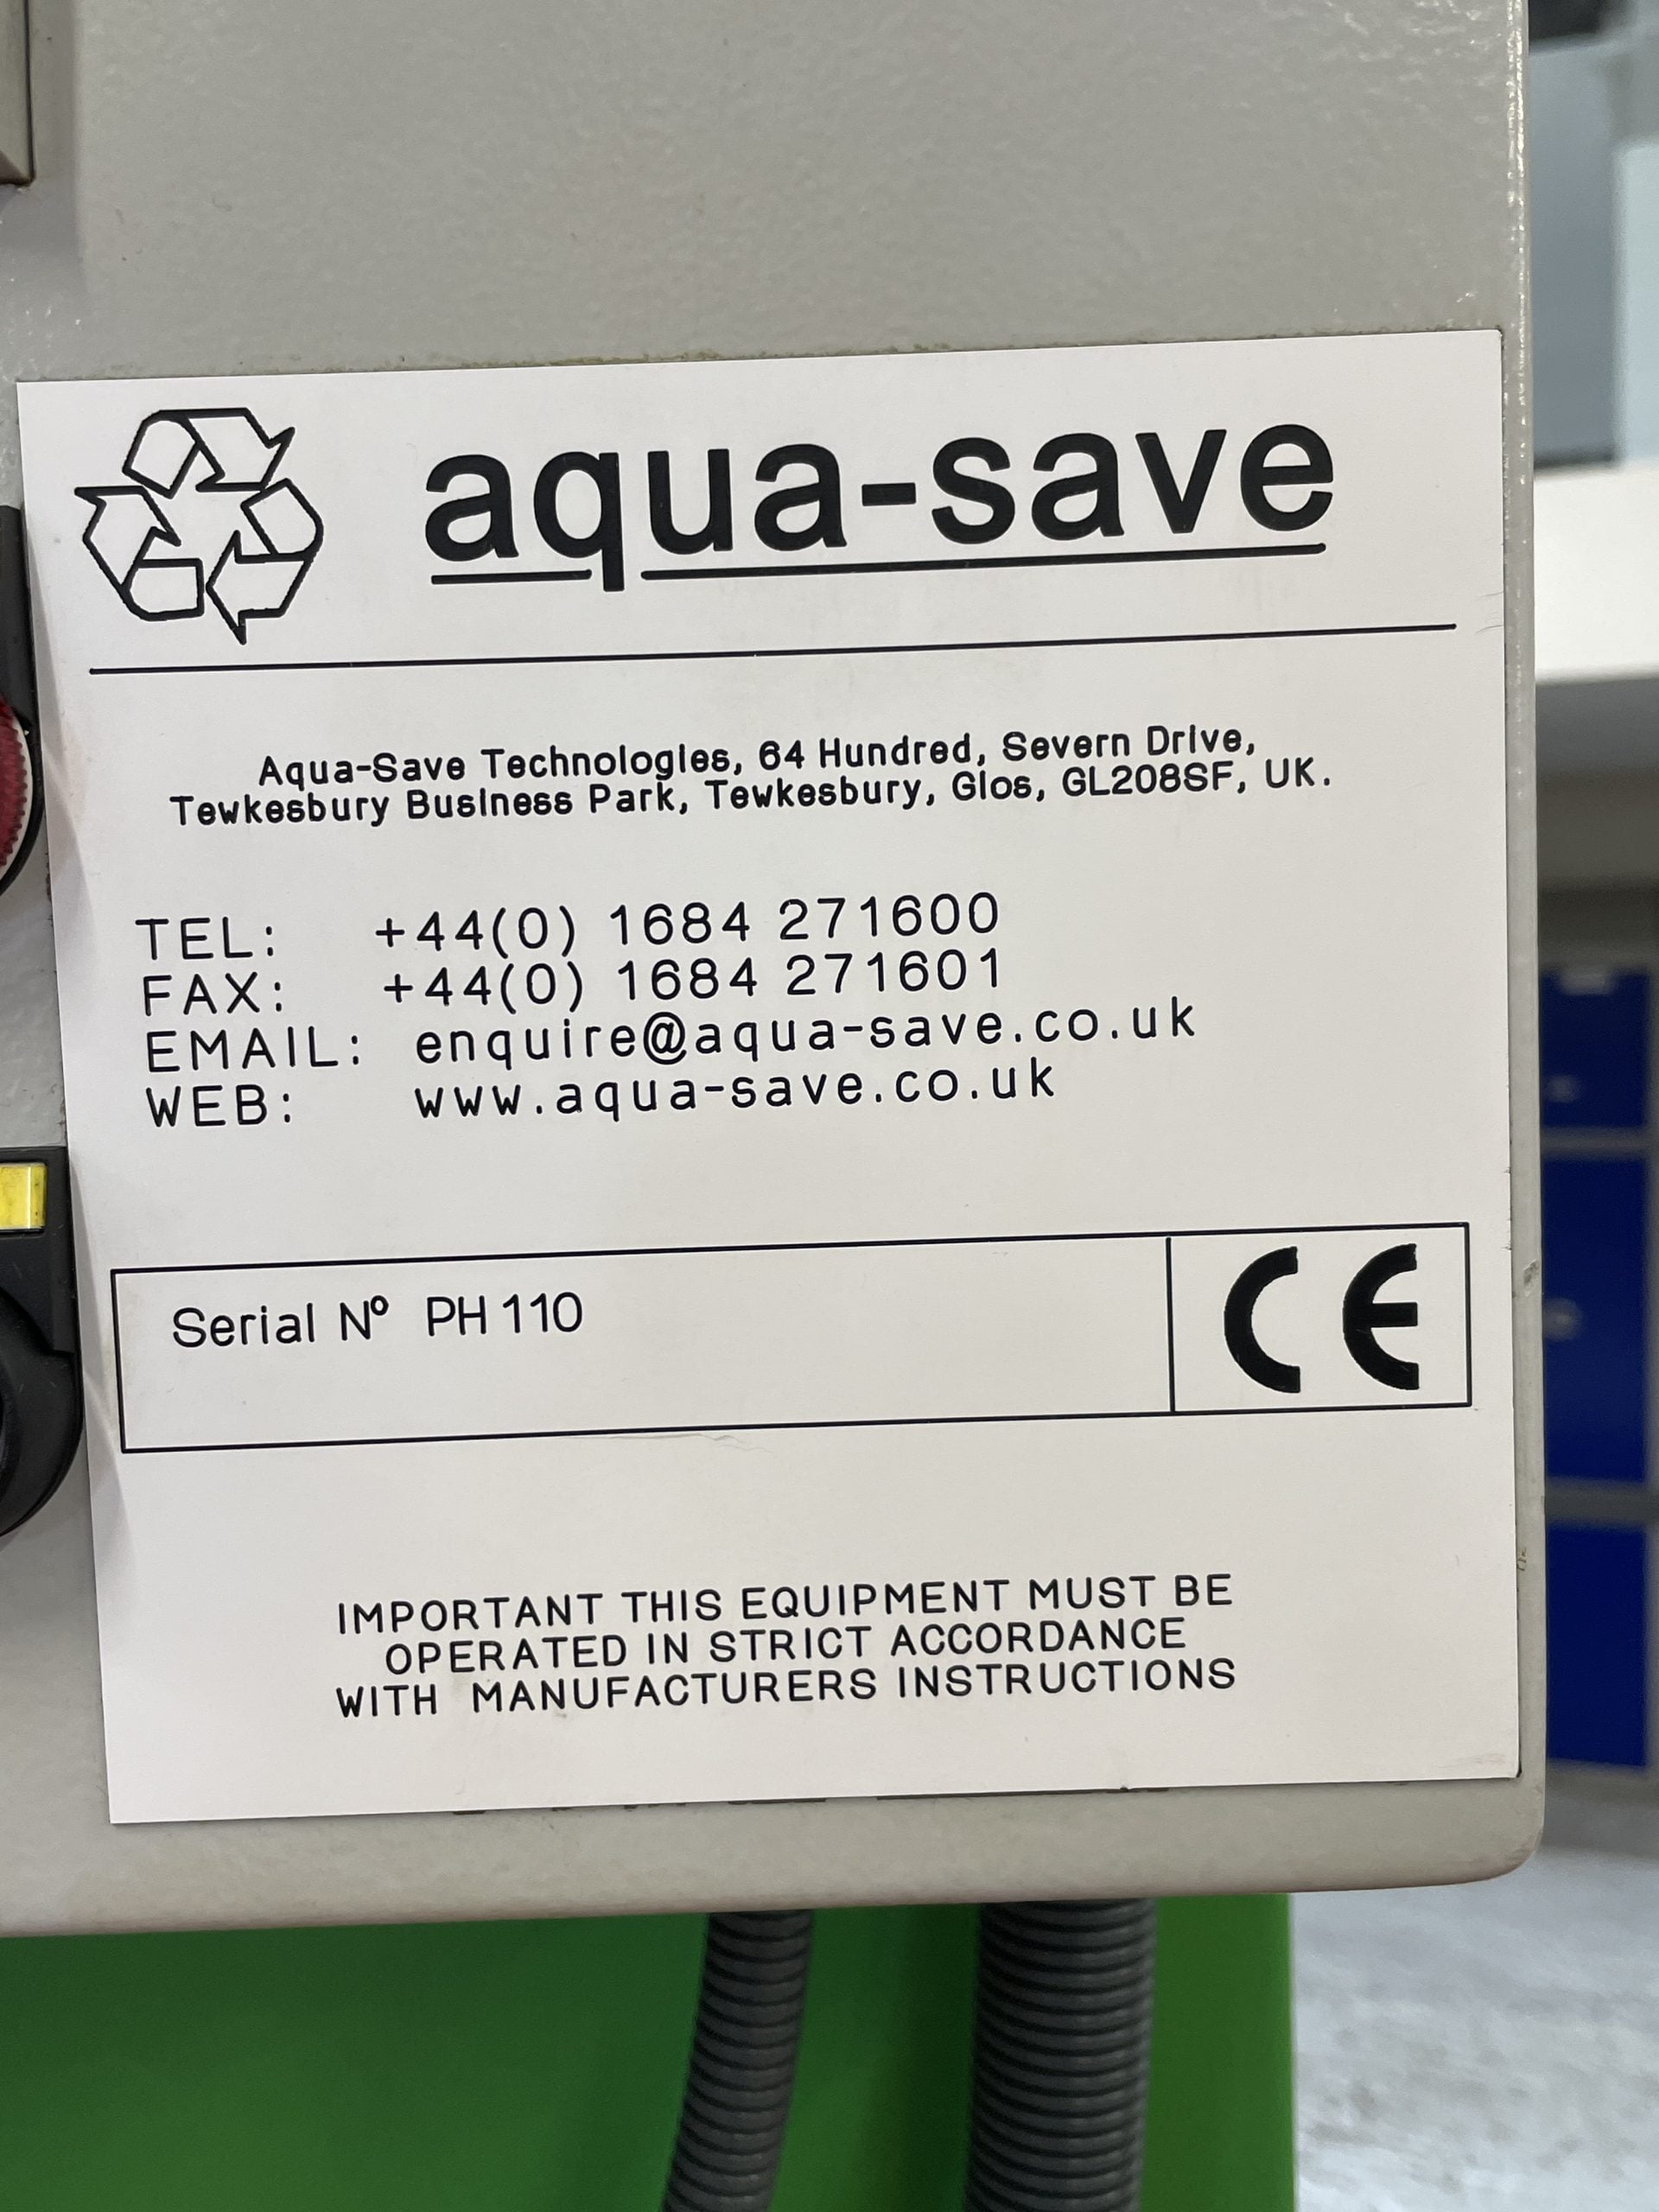 aqua-save
Aqua-Save Technologies, 64 Hundred, Severn Drive,
Tewkesbury Business Park, Tewkesbury, Glos, GL208SF, UK.
TEL: +44(0) 1684 271600
FAX: +44(0) 1684 271601
EMAIL: enquire@aqua-save.co.uk
WEB: www.aqua-save.co.uk
Serial Nº PH 110
CE
IMPORTANT THIS EQUIPMENT MUST BE
OPERATED IN STRICT ACCORDANCE
WITH MANUFACTURERS INSTRUCTIONS